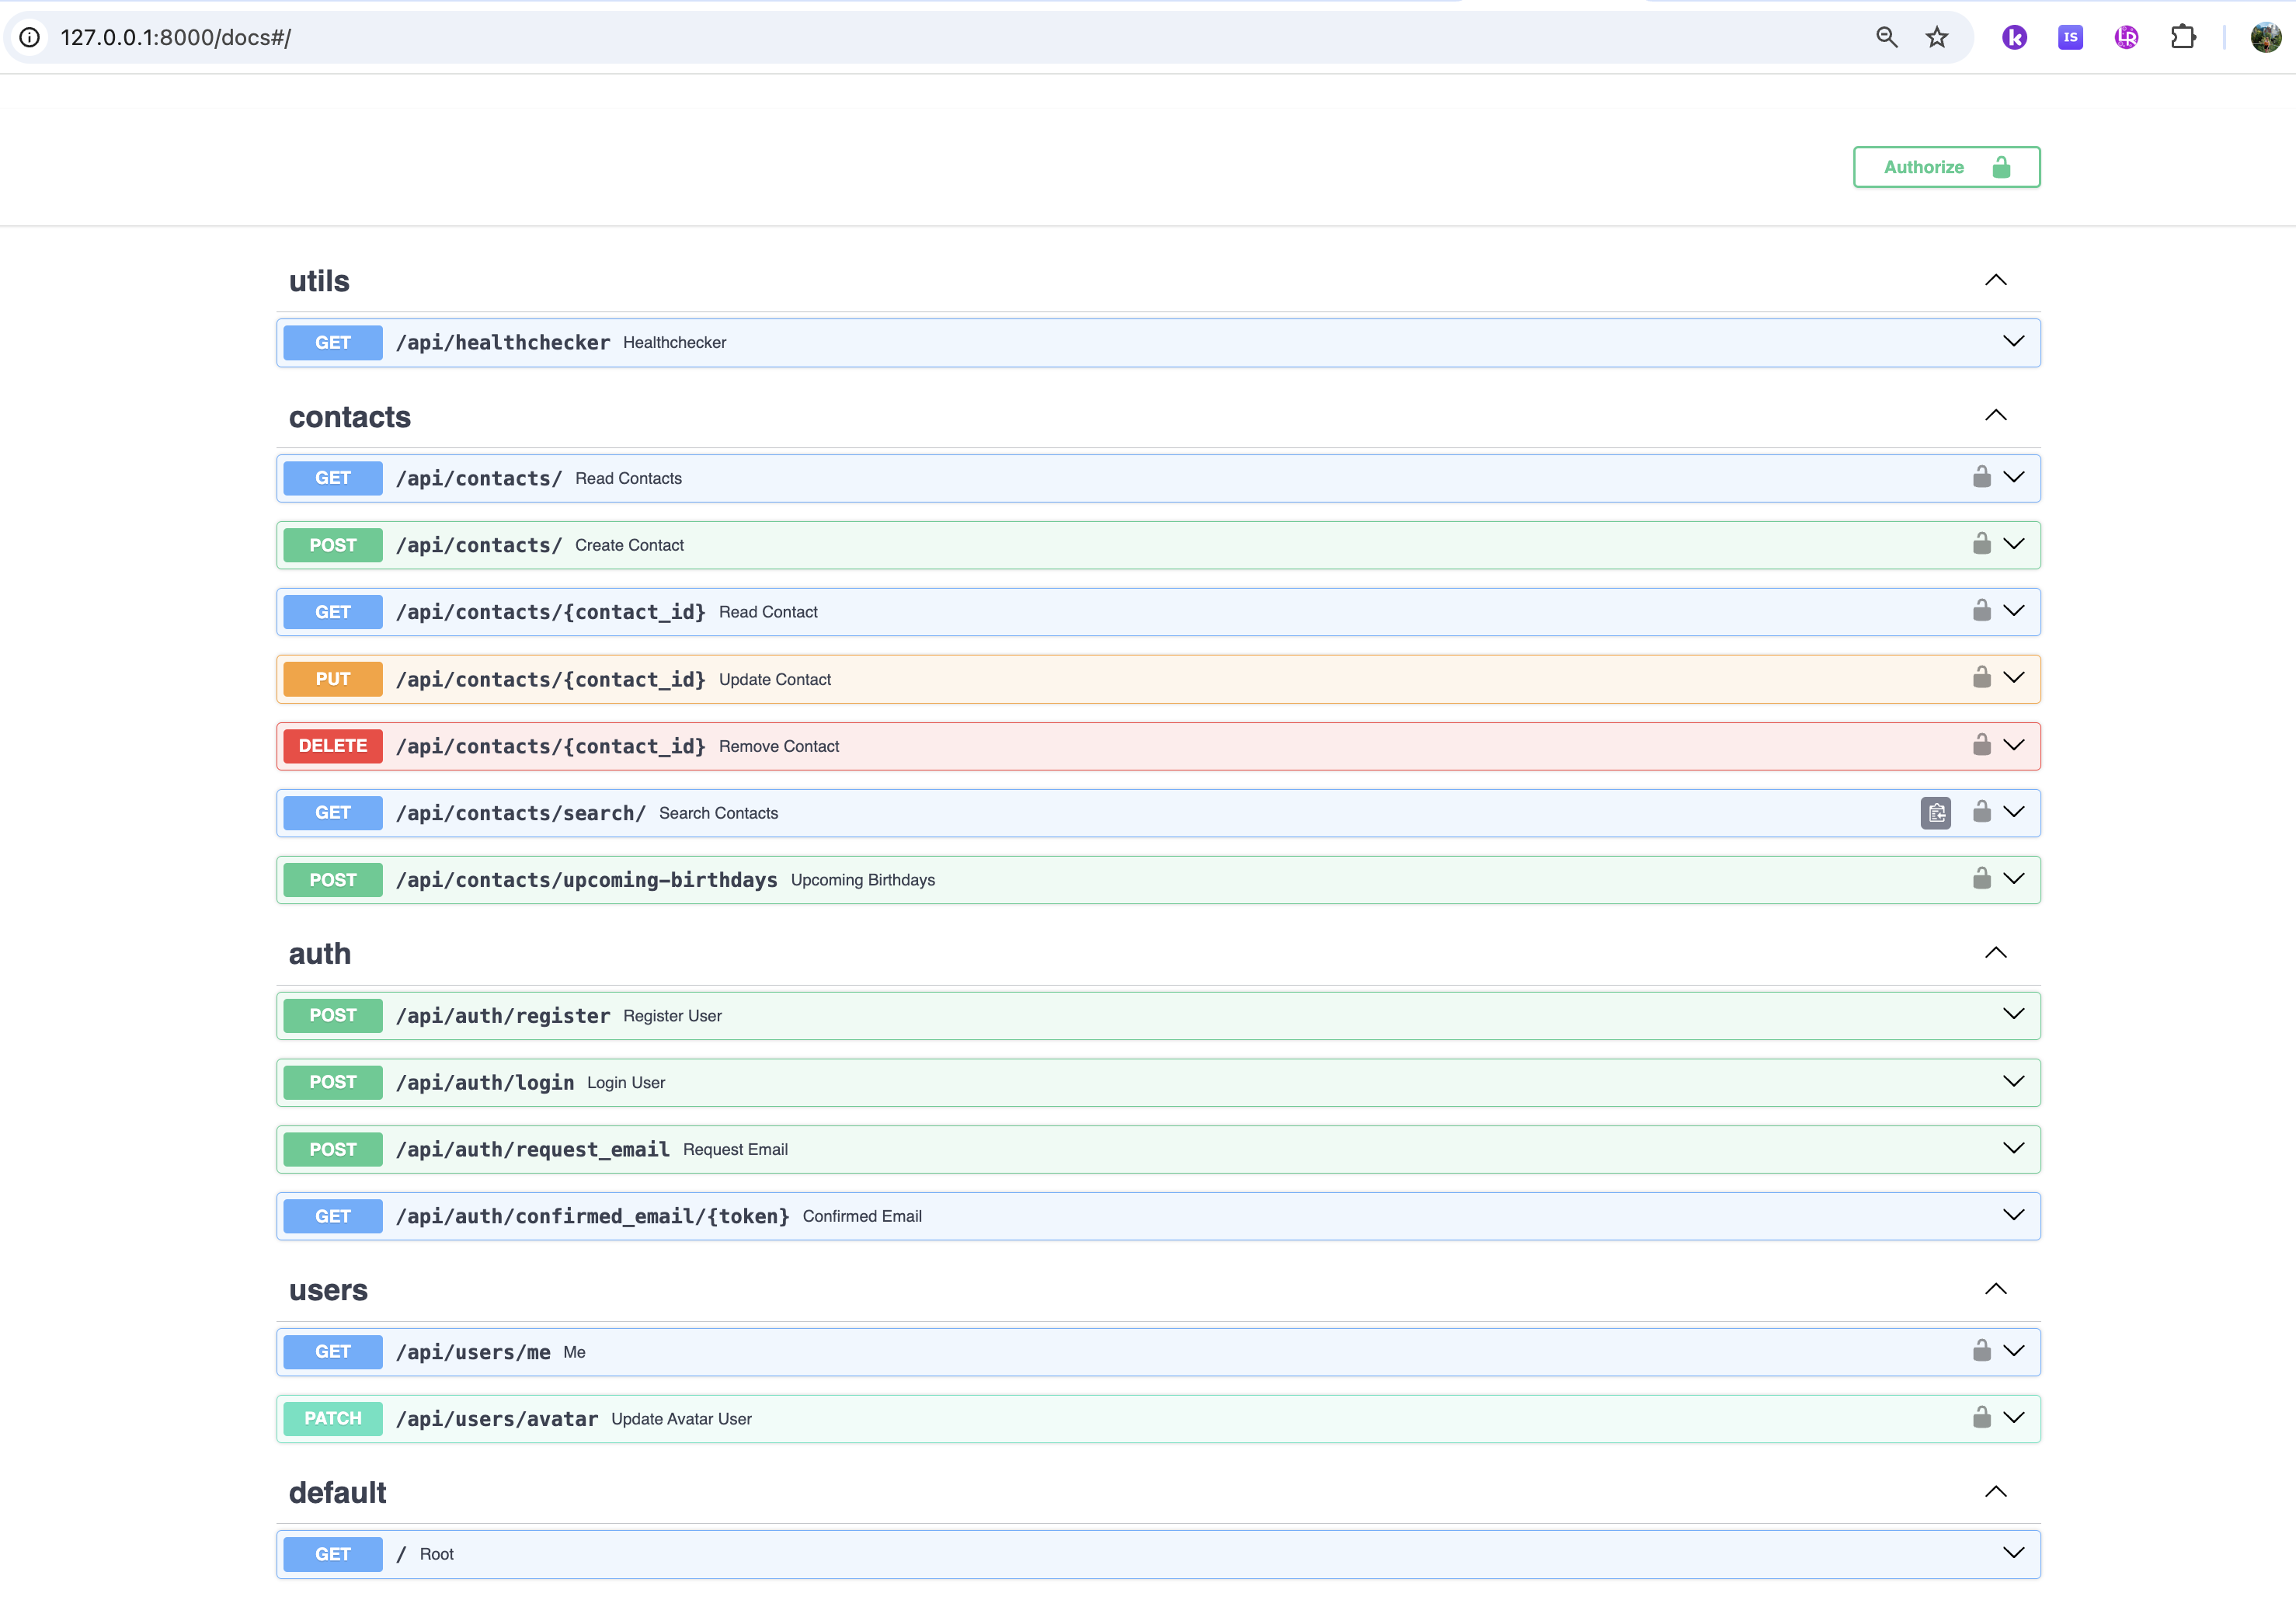 127.0.0.1:8000/docs#/
IS
LR
Authorize
utils
GET /api/healthchecker Healthchecker
contacts
GET /api/contacts/ Read Contacts
POST /api/contacts/ Create Contact
GET /api/contacts/{contact_id} Read Contact
PUT /api/contacts/{contact_id} Update Contact
DELETE /api/contacts/{contact_id} Remove Contact
GET /api/contacts/search/ Search Contacts
POST /api/contacts/upcoming-birthdays Upcoming Birthdays
auth
POST /api/auth/register Register User
POST /api/auth/login Login User
POST /api/auth/request_email Request Email
GET /api/auth/confirmed_email/{token} Confirmed Email
users
GET /api/users/me Me
PATCH /api/users/avatar Update Avatar User
default
GET / Root